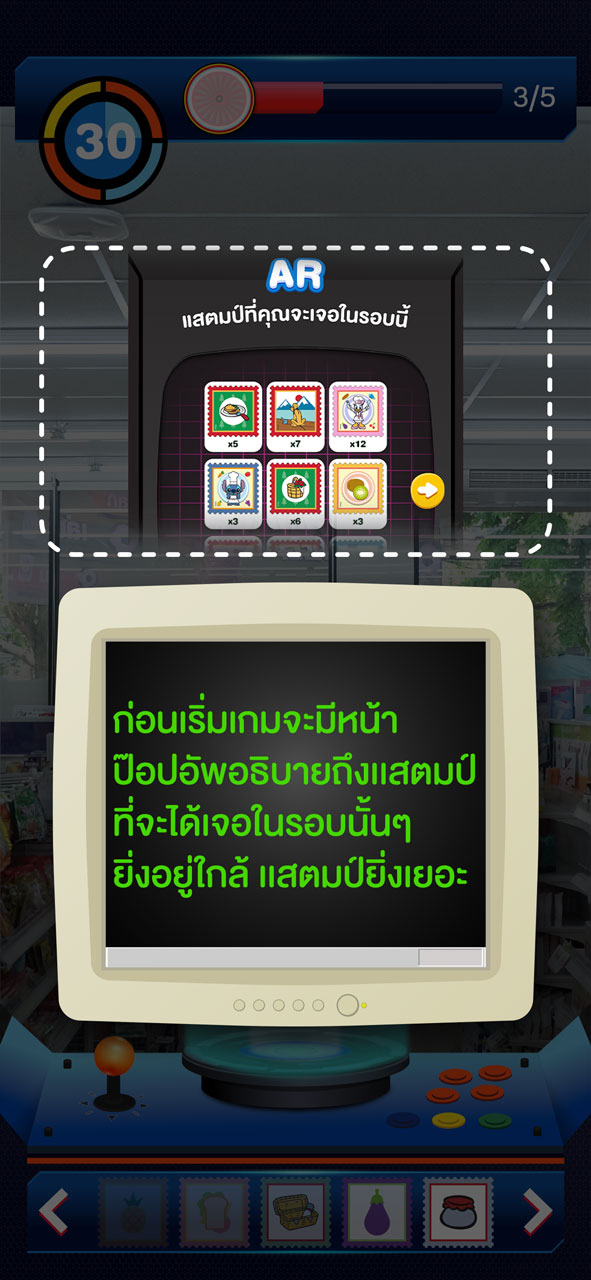 30
3/5
AR
แสตมป์ที่คุณจะเจอในรอบนี้
x5
x7
x12
x3
x6
x3
ก่อนเริ่มเกมจะมีหน้า
ป๊อปอัพอธิบายถึงแสตมป์
ที่จะได้เจอในรอบนั้นๆ
ยิ่งอยู่ใกล้ แสตมป์ยิ่งเยอะ